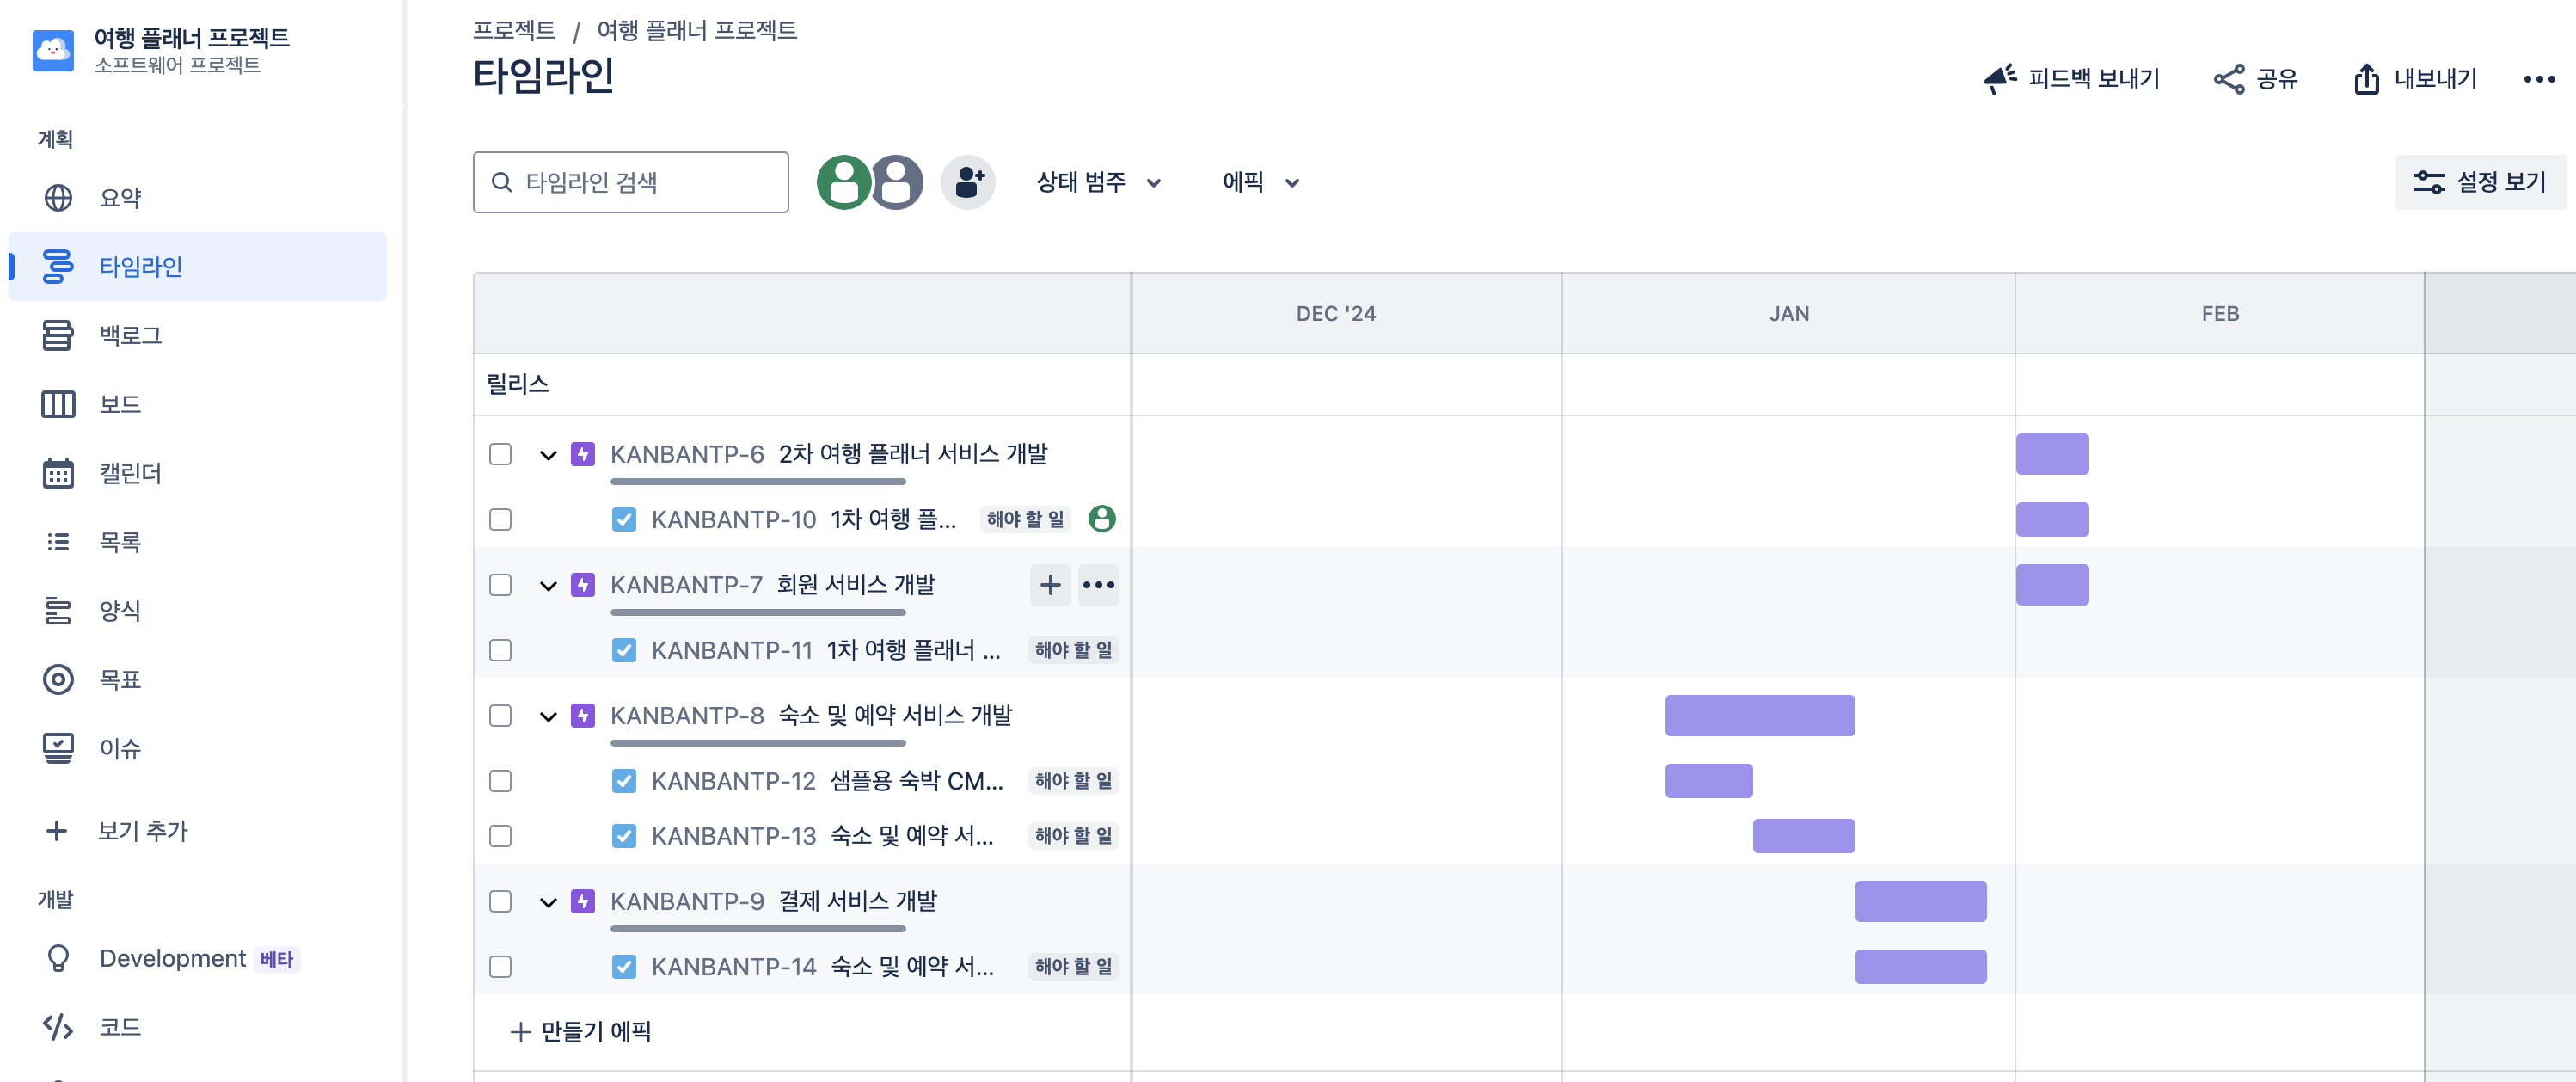 여행 플래너 프로젝트
소프트웨어 프로젝트
계획
요약
타임라인
백로그
보드
캘린더
목록
양식
목표
이슈
보기 추가
개발
Development 베타
코드
프로젝트 / 여행 플래너 프로젝트
타임라인
피드백 보내기
공유
내보내기
타임라인 검색
상태 범주
에픽
설정 보기
DEC '24
JAN
FEB
릴리스
KANBANTP-6 2차 여행 플래너 서비스 개발
KANBANTP-10 1차 여행 플... 해야 할 일
KANBANTP-7 회원 서비스 개발
KANBANTP-11 1차 여행 플래너 ... 해야 할 일
KANBANTP-8 숙소 및 예약 서비스 개발
KANBANTP-12 샘플용 숙박 CM... 해야 할 일
KANBANTP-13 숙소 및 예약 서... 해야 할 일
KANBANTP-9 결제 서비스 개발
KANBANTP-14 숙소 및 예약 서... 해야 할 일
만들기 에픽